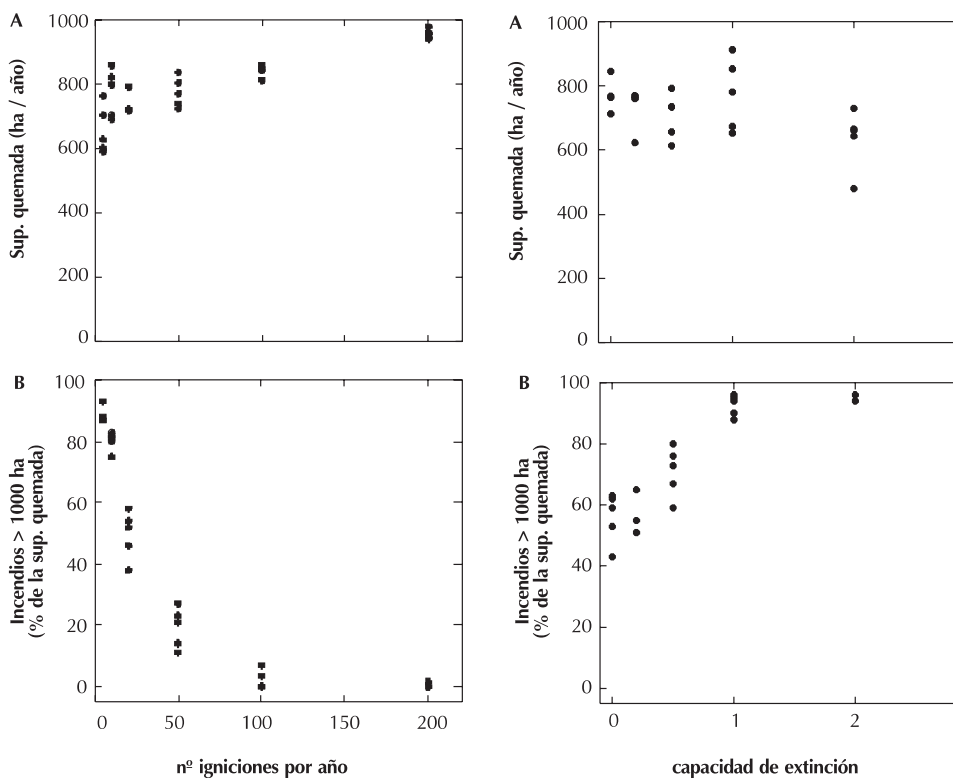 A
Sup. quemada (ha / año)
1000
800
600
400
200
0
A
Sup. quemada (ha / año)
1000
800
600
400
200
0
B
Incendios > 1000 ha
(% de la sup. quemada)
100
80
60
40
20
0
0 50 100 150 200
nº igniciones por año
B
Incendios > 1000 ha
(% de la sup. quemada)
100
80
60
40
20
0
0 1 2
capacidad de extinción